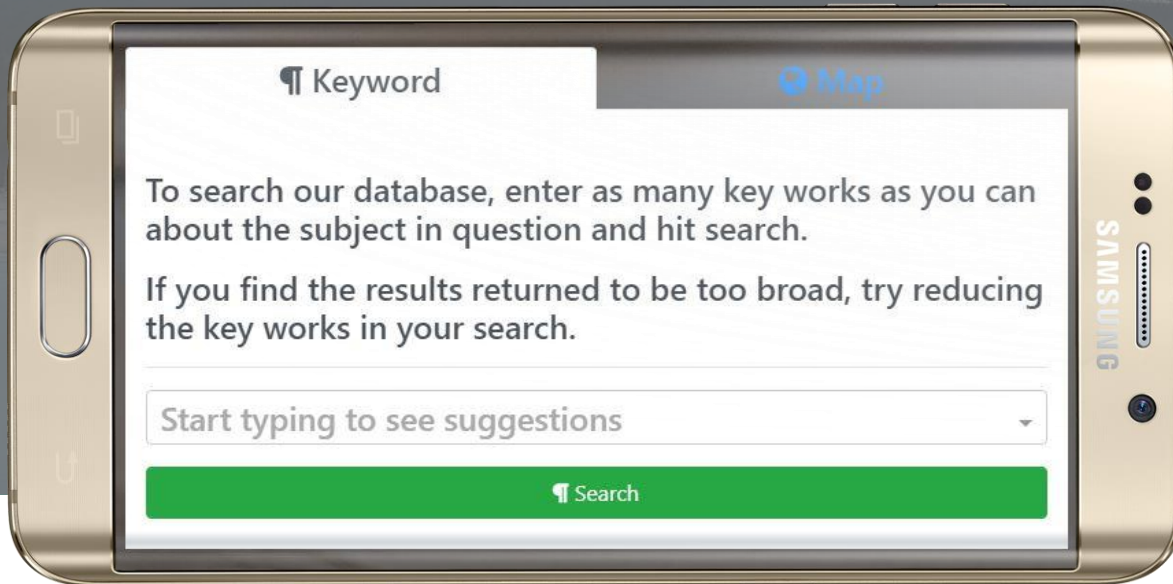 ¶ Keyword
Map
To search our database, enter as many key works as you can
about the subject in question and hit search.
If you find the results returned to be too broad, try reducing
the key works in your search.
Start typing to see suggestions
¶ Search
SAMSUNG